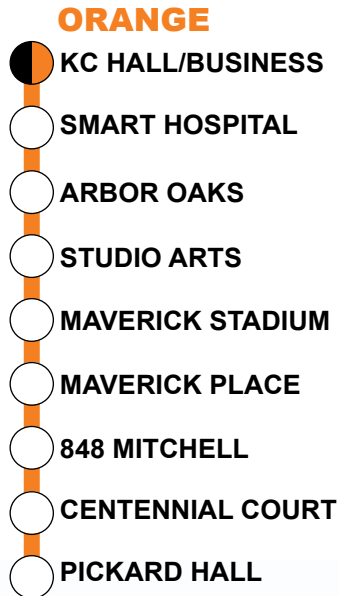 ORANGE
KC HALL/BUSINESS
SMART HOSPITAL
ARBOR OAKS
STUDIO ARTS
MAVERICK STADIUM
MAVERICK PLACE
848 MITCHELL
CENTENNIAL COURT
PICKARD HALL